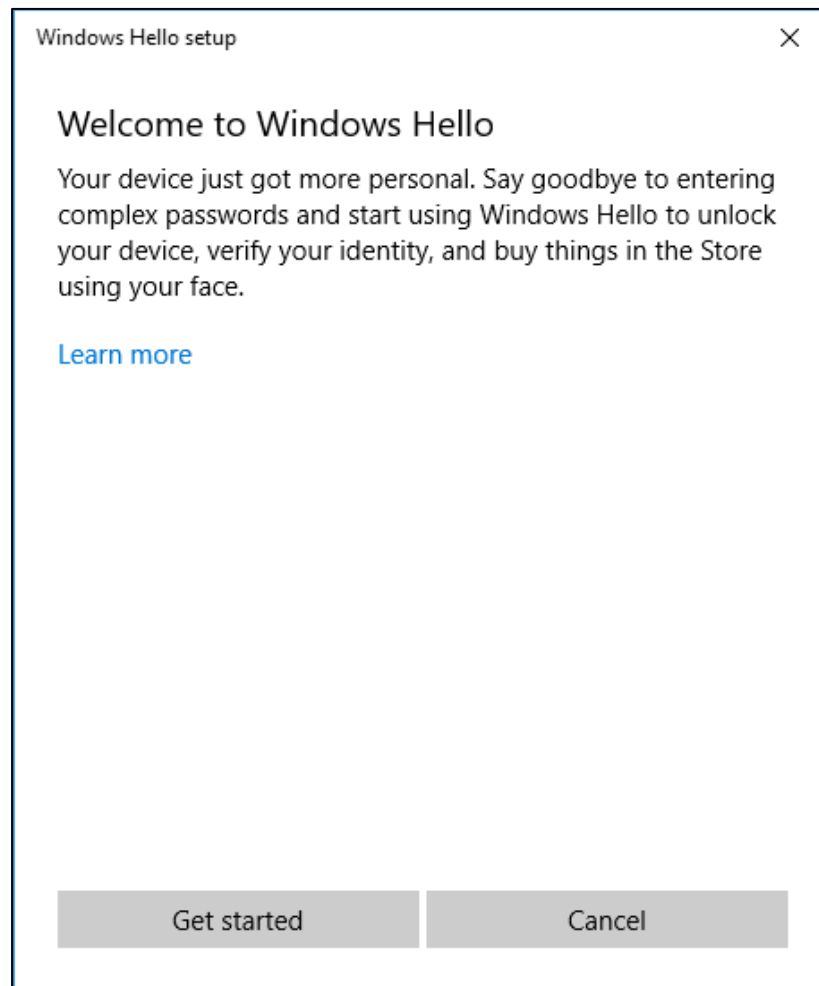 Windows Hello setup
Welcome to Windows Hello
Your device just got more personal. Say goodbye to entering
complex passwords and start using Windows Hello to unlock
your device, verify your identity, and buy things in the Store
using your face.
Learn more
Get started
Cancel